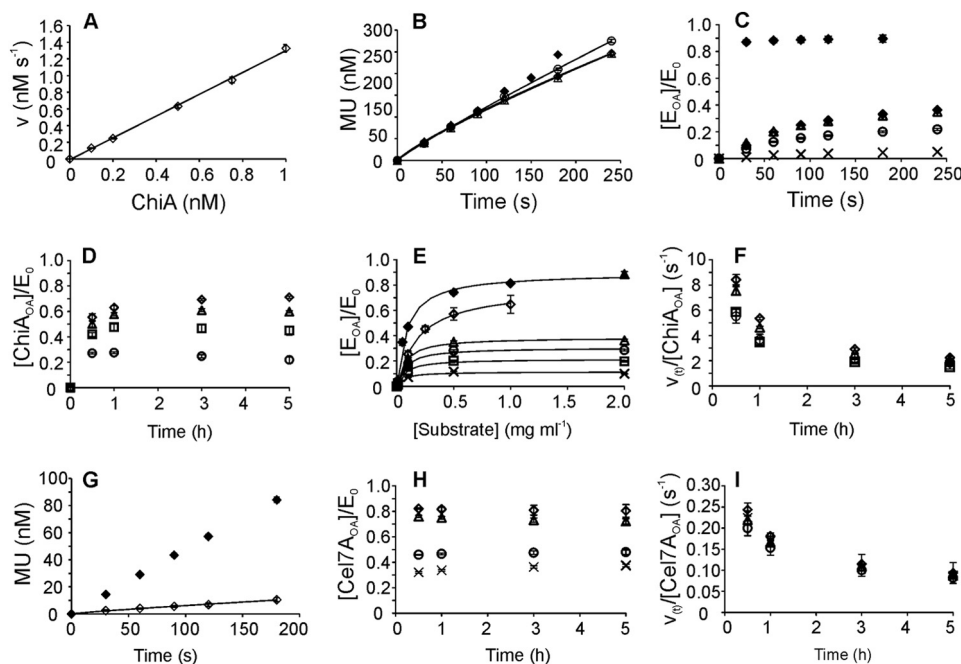 A
v (nM s⁻¹)
1.6
1.4
1.2
1.0
0.8
0.6
0.4
0.2
0
0 0.2 0.4 0.6 0.8 1
ChiA (nM)
B
MU (nM)
300
250
200
150
50
0
0 50 100 150 200 250
Time (s)
C
[E_OA]/E_0
1.0
0.8
0.6
0.4
0.2
0
0 50 100 150 200 250
Time (s)
D
[ChiA_OA]/E_0
1.0
0.8
0.6
0.4
0.2
0
0 1 2 3 4 5
Time (h)
E
[E_OA]/E_0
1.0
0.8
0.6
0.4
0.2
0
0.0 0.5 1.0 1.5 2.0
[Substrate] (mg ml⁻¹)
F
v_(t)/[ChiA_OA] (s⁻¹)
10
8
6
4
2
0
0 1 2 3 4 5
Time (h)
G
MU (nM)
100
80
60
40
20
0
0 50 100 150 200
Time (s)
H
[Cel7A_OA]/E_0
1.0
0.8
0.6
0.4
0.2
0
0 1 2 3 4 5
Time (h)
I
v_(t)/[Cel7A_OA] (s⁻¹)
0.30
0.25
0.20
0.15
0.10
0.05
0
0 1 2 3 4 5
Time (h)